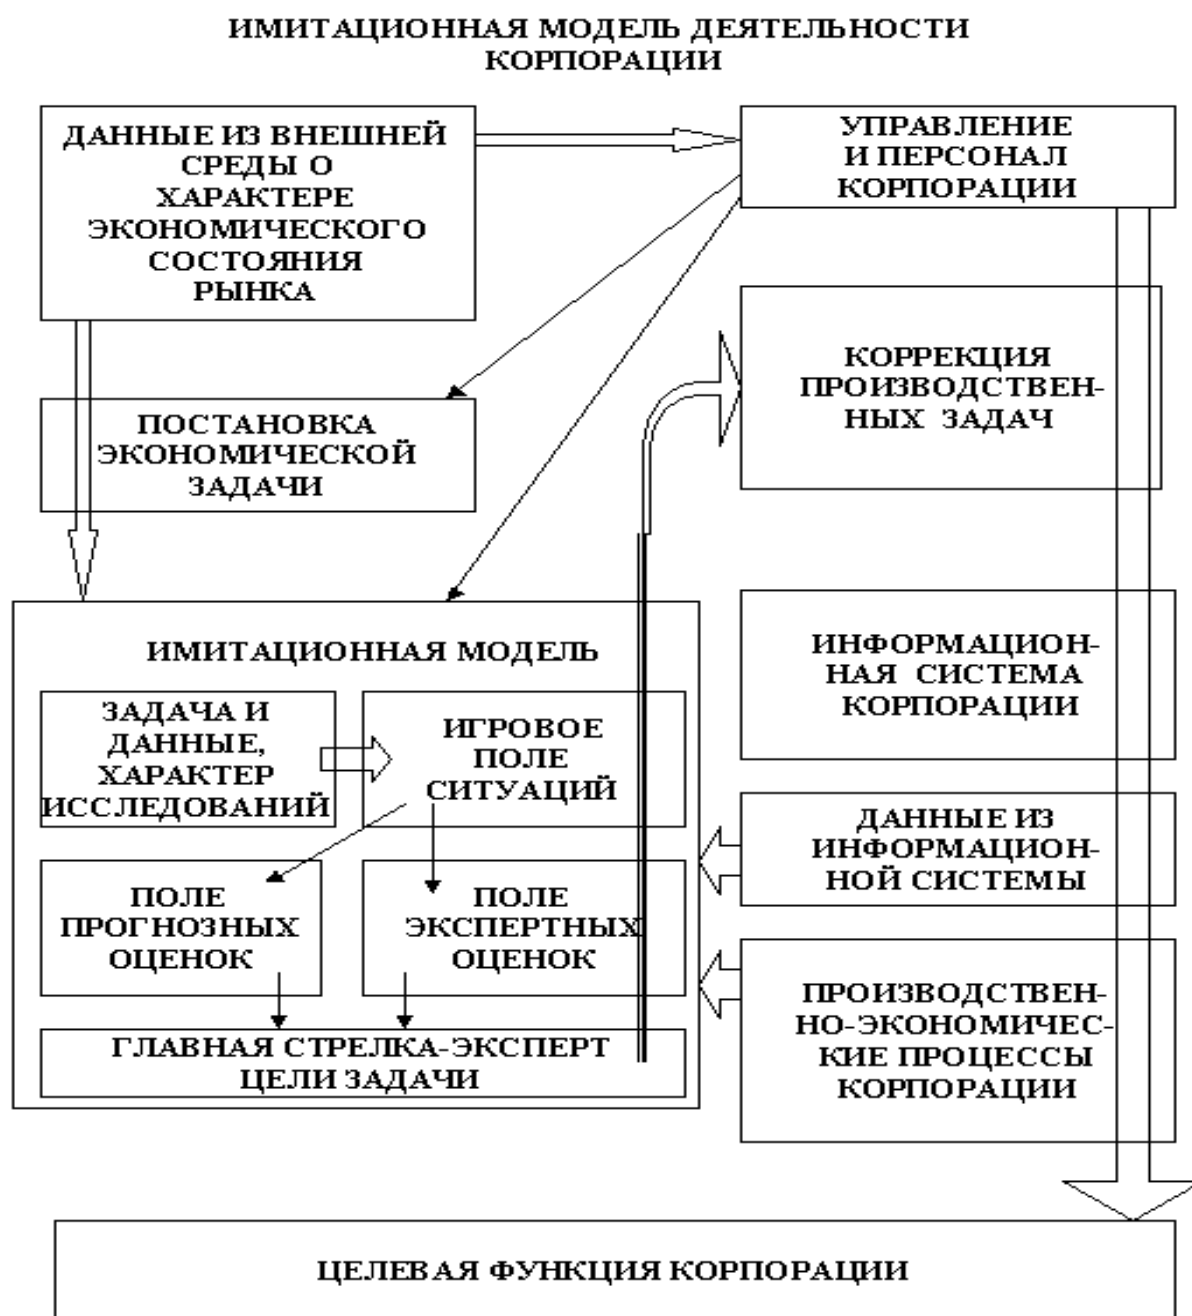 ИМИТАЦИОННАЯ МОДЕЛЬ ДЕЯТЕЛЬНОСТИ
КОРПОРАЦИИ
ДАННЫЕ ИЗ ВНЕШНЕЙ
СРЕДЫ О
ХАРАКТЕРЕ
ЭКОНОМИЧЕСКОГО
СОСТОЯНИЯ
РЫНКА
УПРАВЛЕНИЕ
И ПЕРСОНАЛ
КОРПОРАЦИИ
ПОСТАНОВКА
ЭКОНОМИЧЕСКОЙ
ЗАДАЧИ
КОРРЕКЦИЯ
ПРОИЗВОДСТВЕН-
НЫХ ЗАДАЧ
ИМИТАЦИОННАЯ МОДЕЛЬ
ЗАДАЧА И
ДАННЫЕ,
ХАРАКТЕР
ИССЛЕДОВАНИЙ
ИГРОВОЕ
ПОЛЕ
СИТУАЦИЙ
ПОЛЕ
ПРОГНОЗНЫХ
ОЦЕНОК
ПОЛЕ
ЭКСПЕРТНЫХ
ОЦЕНОК
ГЛАВНАЯ СТРЕЛКА-ЭКСПЕРТ
ЦЕЛИ ЗАДАЧИ
ИНФОРМАЦИОН-
НАЯ СИСТЕМА
КОРПОРАЦИИ
ДАННЫЕ ИЗ
ИНФОРМАЦИОН-
НОЙ СИСТЕМЫ
ПРОИЗВОДСТВЕН-
НО-ЭКОНОМИЧЕС-
КИЕ ПРОЦЕССЫ
КОРПОРАЦИИ
ЦЕЛЕВАЯ ФУНКЦИЯ КОРПОРАЦИИ